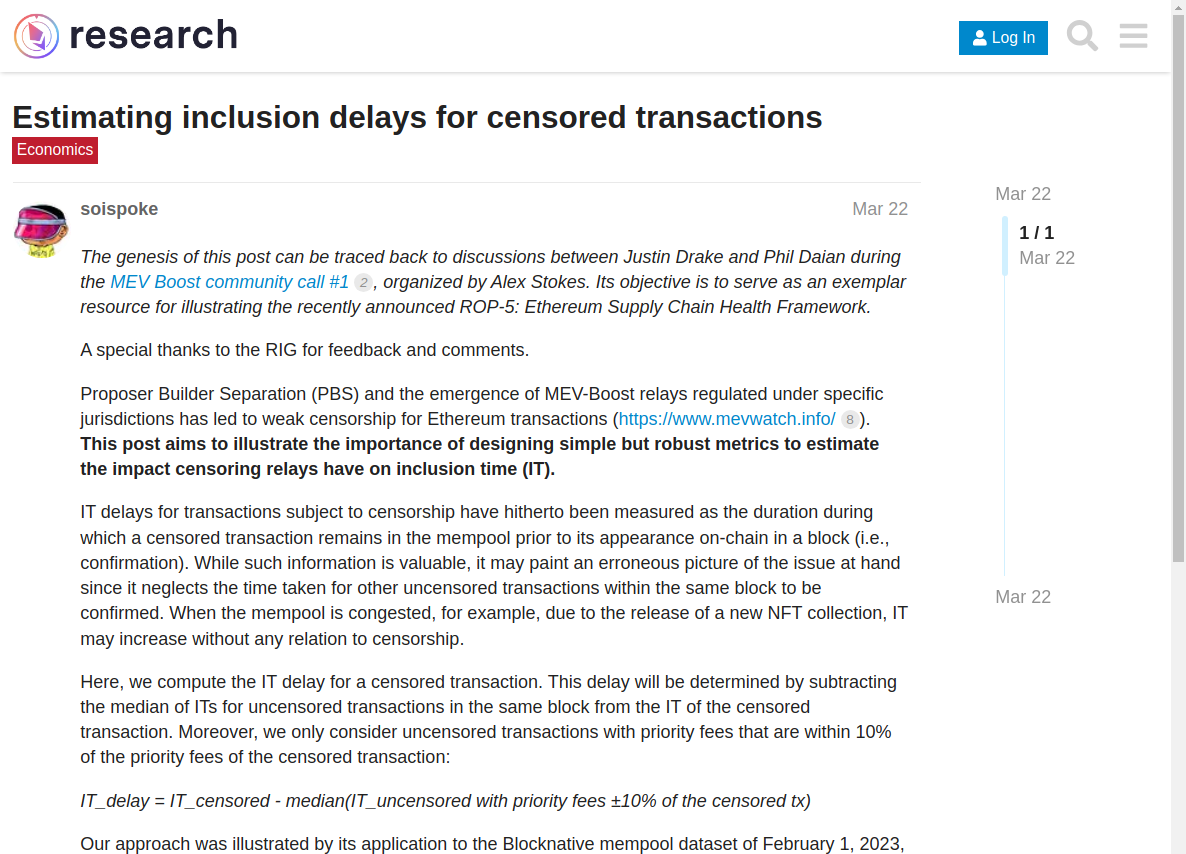 research
Log In
Estimating inclusion delays for censored transactions
Economics
soispoke
Mar 22
The genesis of this post can be traced back to discussions between Justin Drake and Phil Daian during
the MEV Boost community call #1 2, organized by Alex Stokes. Its objective is to serve as an exemplar
resource for illustrating the recently announced ROP-5: Ethereum Supply Chain Health Framework.
A special thanks to the RIG for feedback and comments.
Proposer Builder Separation (PBS) and the emergence of MEV-Boost relays regulated under specific
jurisdictions has led to weak censorship for Ethereum transactions (https://www.mevwatch.info/ 8).
This post aims to illustrate the importance of designing simple but robust metrics to estimate
the impact censoring relays have on inclusion time (IT).
IT delays for transactions subject to censorship have hitherto been measured as the duration during
which a censored transaction remains in the mempool prior to its appearance on-chain in a block (i.e.,
confirmation). While such information is valuable, it may paint an erroneous picture of the issue at hand
since it neglects the time taken for other uncensored transactions within the same block to be
confirmed. When the mempool is congested, for example, due to the release of a new NFT collection, IT
may increase without any relation to censorship.
Here, we compute the IT delay for a censored transaction. This delay will be determined by subtracting
the median of ITs for uncensored transactions in the same block from the IT of the censored
transaction. Moreover, we only consider uncensored transactions with priority fees that are within 10%
of the priority fees of the censored transaction:
IT_delay = IT_censored - median(IT_uncensored with priority fees ±10% of the censored tx)
Our approach was illustrated by its application to the Blocknative mempool dataset of February 1, 2023,
Mar 22
1 / 1
Mar 22
Mar 22